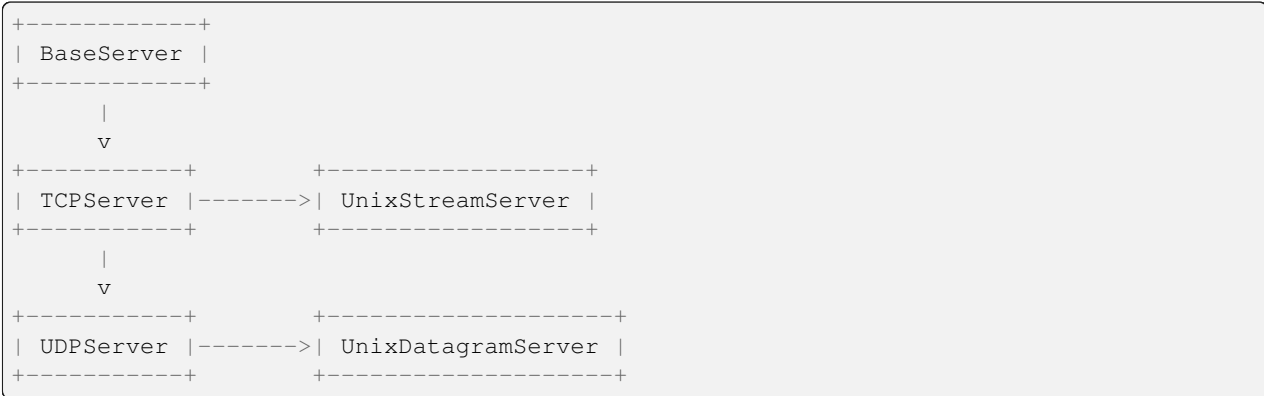 +------------+
| BaseServer |
+------------+
      |
      v
+-----------+        +------------------+
| TCPServer |------->| UnixStreamServer |
+-----------+        +------------------+
      |
      v
+-----------+        +--------------------+
| UDPServer |------->| UnixDatagramServer |
+-----------+        +--------------------+